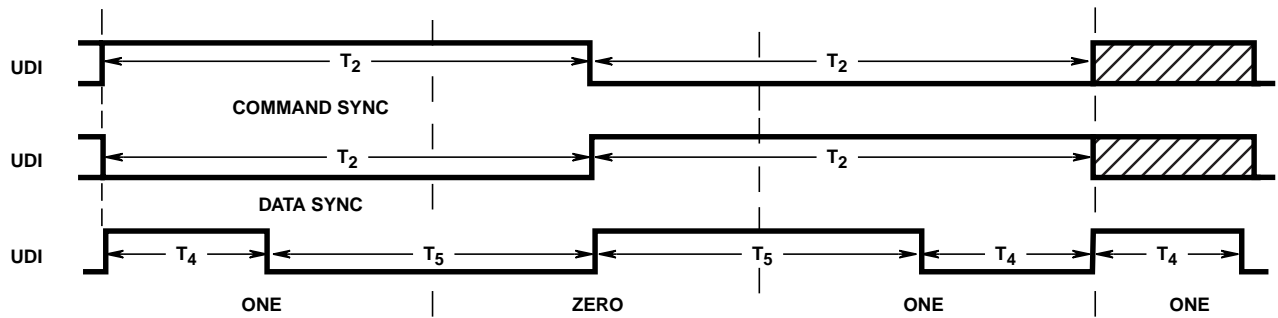 UDI T2 T2
COMMAND SYNC
UDI T2 T2
DATA SYNC
UDI T4 T5 T5 T4 T4
ONE ZERO ONE ONE